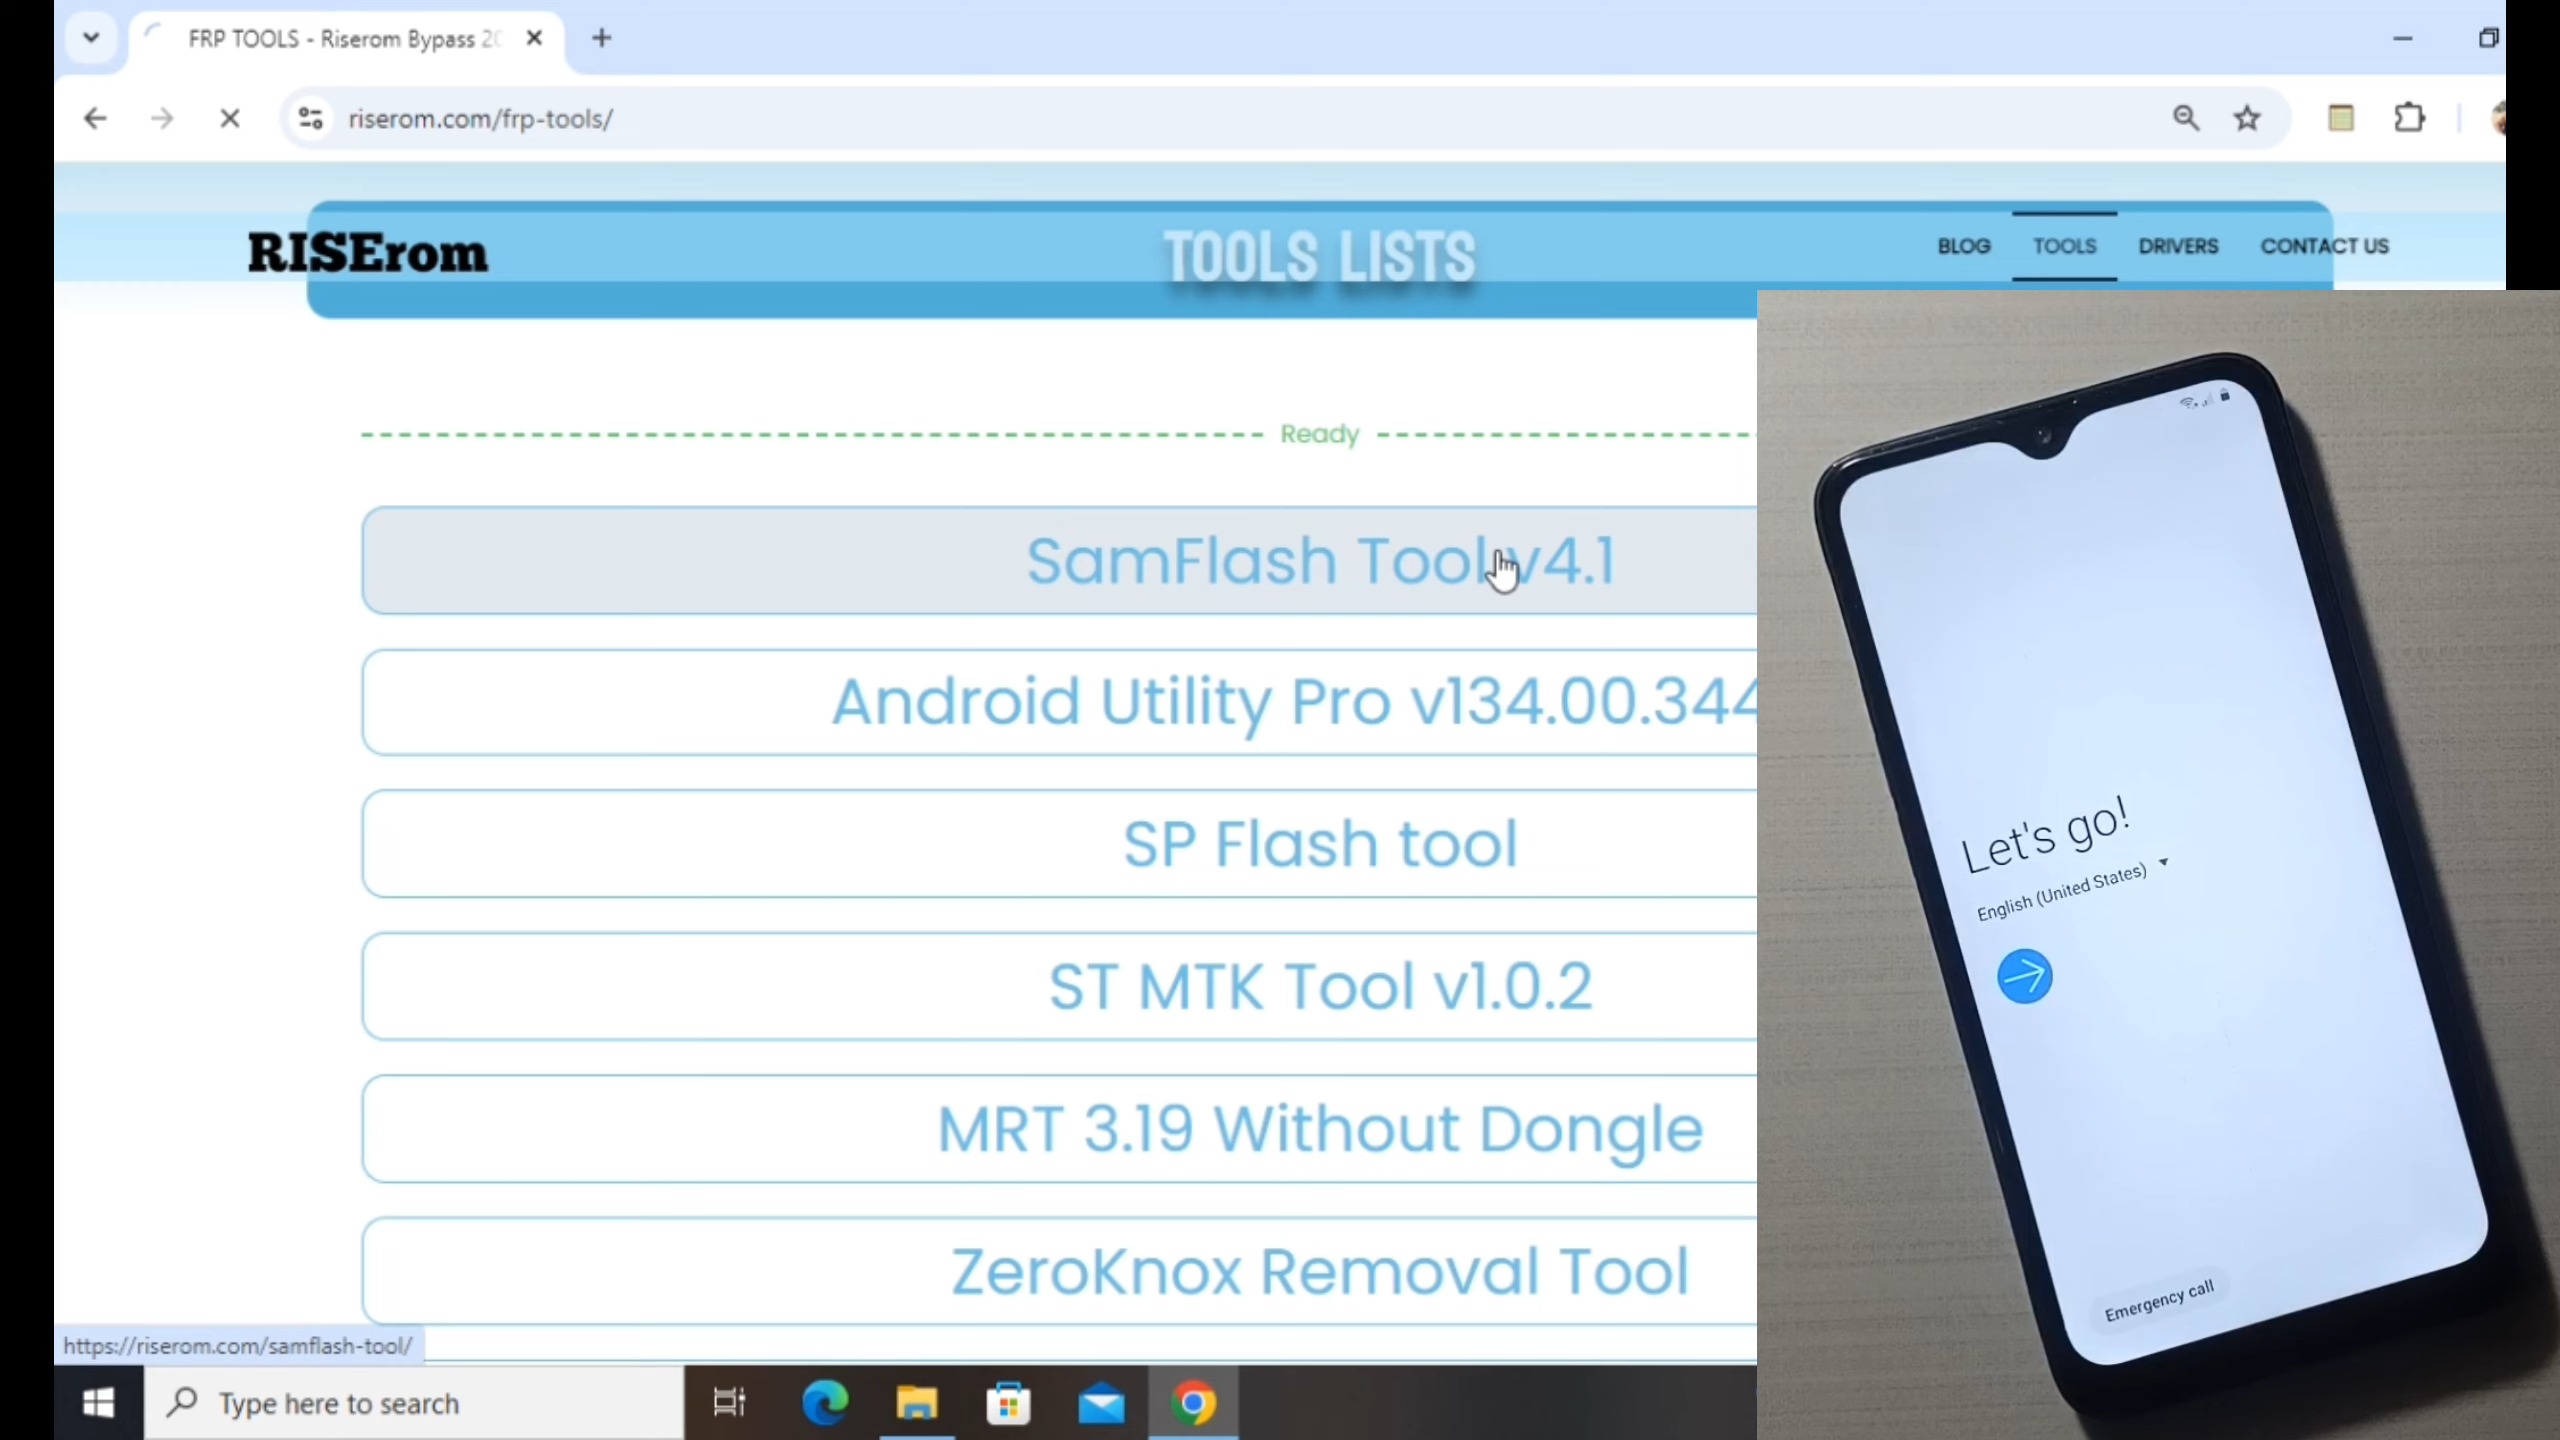 FRP TOOLS - Riserom Bypass 20
riserom.com/frp-tools/
RISErom
TOOLS LISTS
BLOG
TOOLS
DRIVERS
CONTACT US
Ready
SamFlash Tool v4.1
Android Utility Pro v134.00.344
SP Flash tool
ST MTK Tool v1.0.2
MRT 3.19 Without Dongle
ZeroKnox Removal Tool
https://riserom.com/samflash-tool/
Type here to search
Let's go!
English (United States)
Emergency call